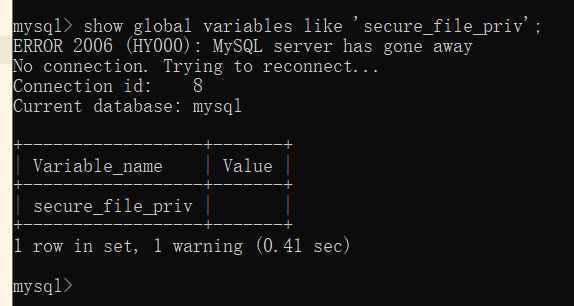 mysql> show global variables like 'secure_file_priv';
ERROR 2006 (HY000): MySQL server has gone away
No connection. Trying to reconnect...
Connection id:    8
Current database: mysql
+------------------+-------+
| Variable_name    | Value |
+------------------+-------+
| secure_file_priv |       |
+------------------+-------+
1 row in set, 1 warning (0.41 sec)
mysql>